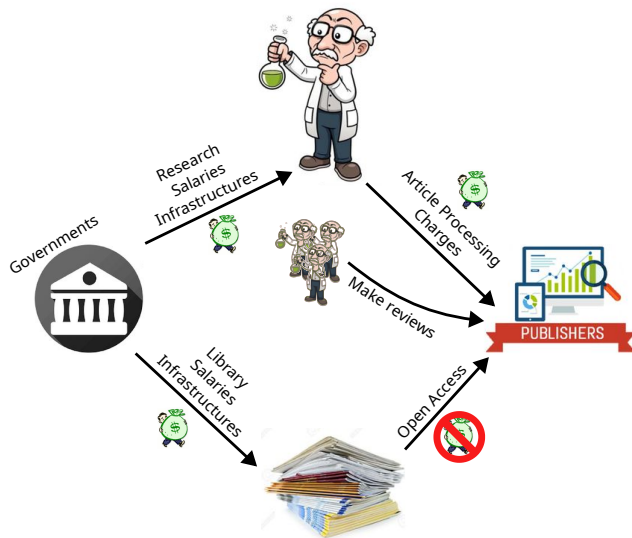 Research
Salaries
Infrastructures
Article Processing
Charges
Governments
Make reviews
PUBLISHERS
Library
Salaries
Infrastructures
Open Access